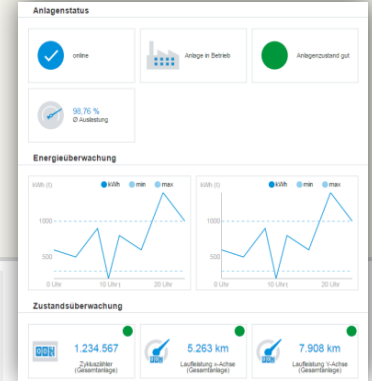 Anlagenstatus
online
Anlage in Betrieb
Anlagenzustand gut
98,76 %
Ø Auslastung
Energieüberwachung
kWh (t) kWh min max
1000
500
0 Uhr 10 Uhr 20 Uhr
kWh (t) kWh min max
1000
500
0 Uhr 10 Uhr 20 Uhr
Zustandsüberwachung
1.234.567
Zykluszähler
(Gesamtanlage)
5.263 km
Laufleistung x-Achse
(Gesamtanlage)
7.908 km
Laufleistung Y-Achse
(Gesamtanlage)